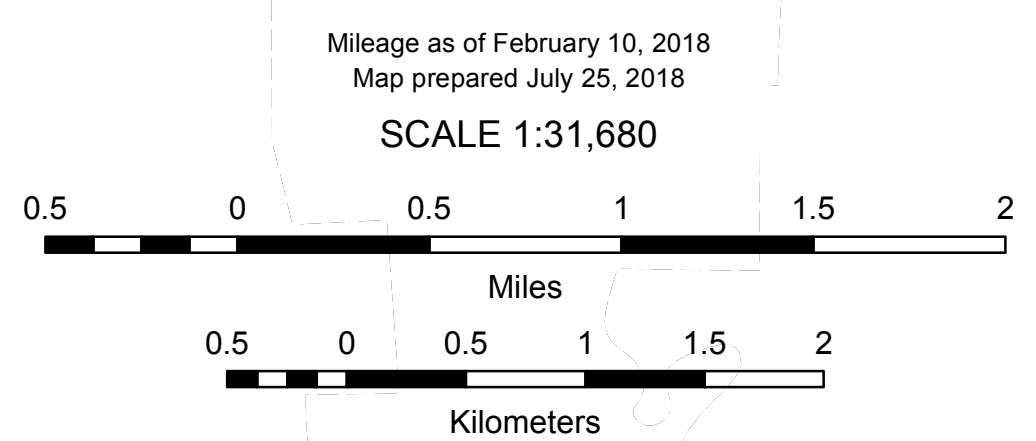 Mileage as of February 10, 2018
Map prepared July 25, 2018
SCALE 1:31,680
0.5 0 0.5 1 1.5 2
Miles
0.5 0 0.5 1 1.5 2
Kilometers